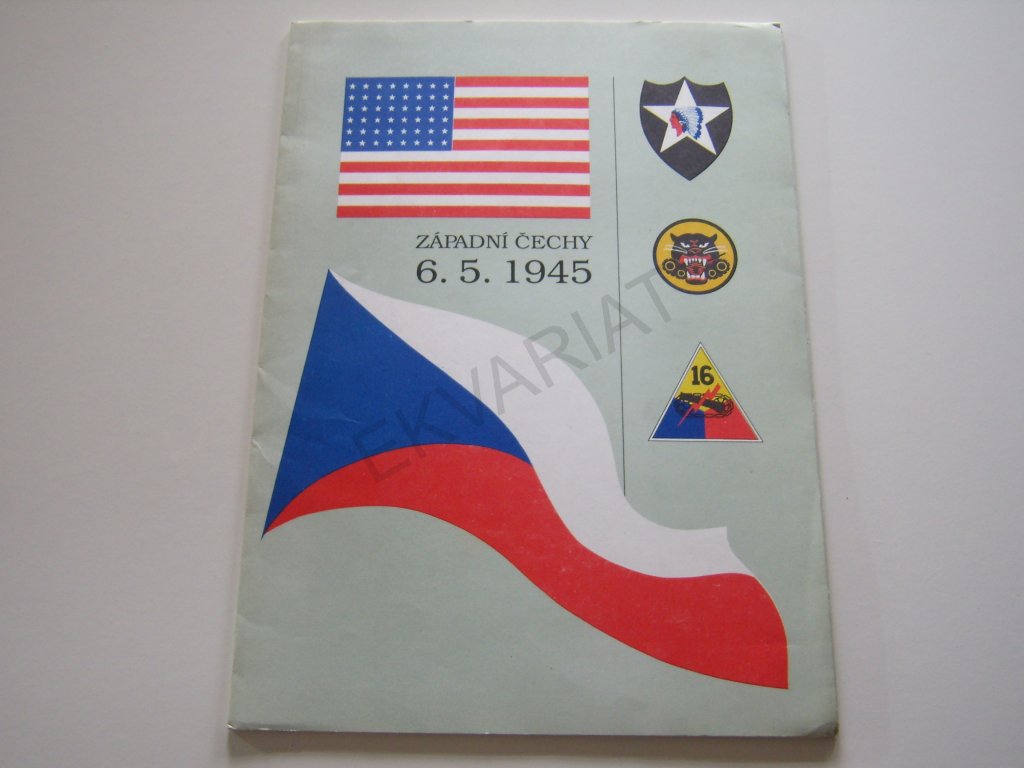 ZÁPADNÍ ČECHY
6. 5. 1945
16
EKVARIAT